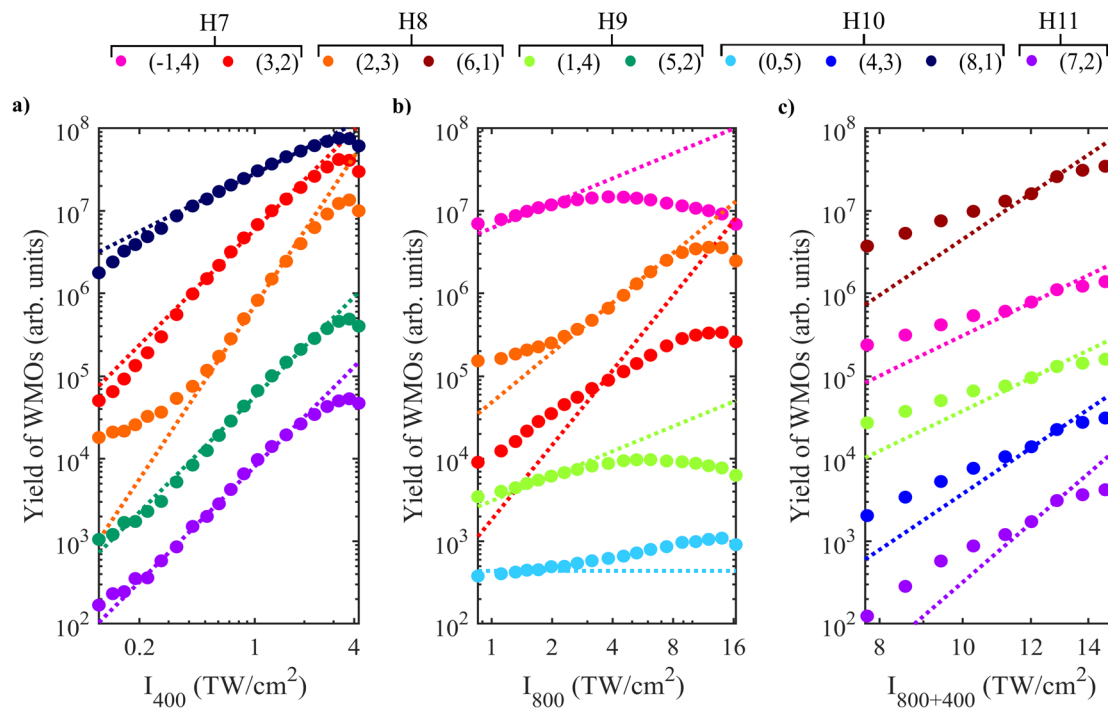 H7 H8 H9 H10 H11
(-1,4) (3,2) (2,3) (6,1) (1,4) (5,2) (0,5) (4,3) (8,1) (7,2)
a) b) c)
Yield of WMOs (arb. units)
10^8
10^7
10^6
10^5
10^4
10^3
10^2
0.2 1 4
I_400 (TW/cm^2)
Yield of WMOs (arb. units)
10^8
10^7
10^6
10^5
10^4
10^3
10^2
1 2 4 8 16
I_800 (TW/cm^2)
Yield of WMOs (arb. units)
10^8
10^7
10^6
10^5
10^4
10^3
10^2
8 10 12 14
I_800+400 (TW/cm^2)